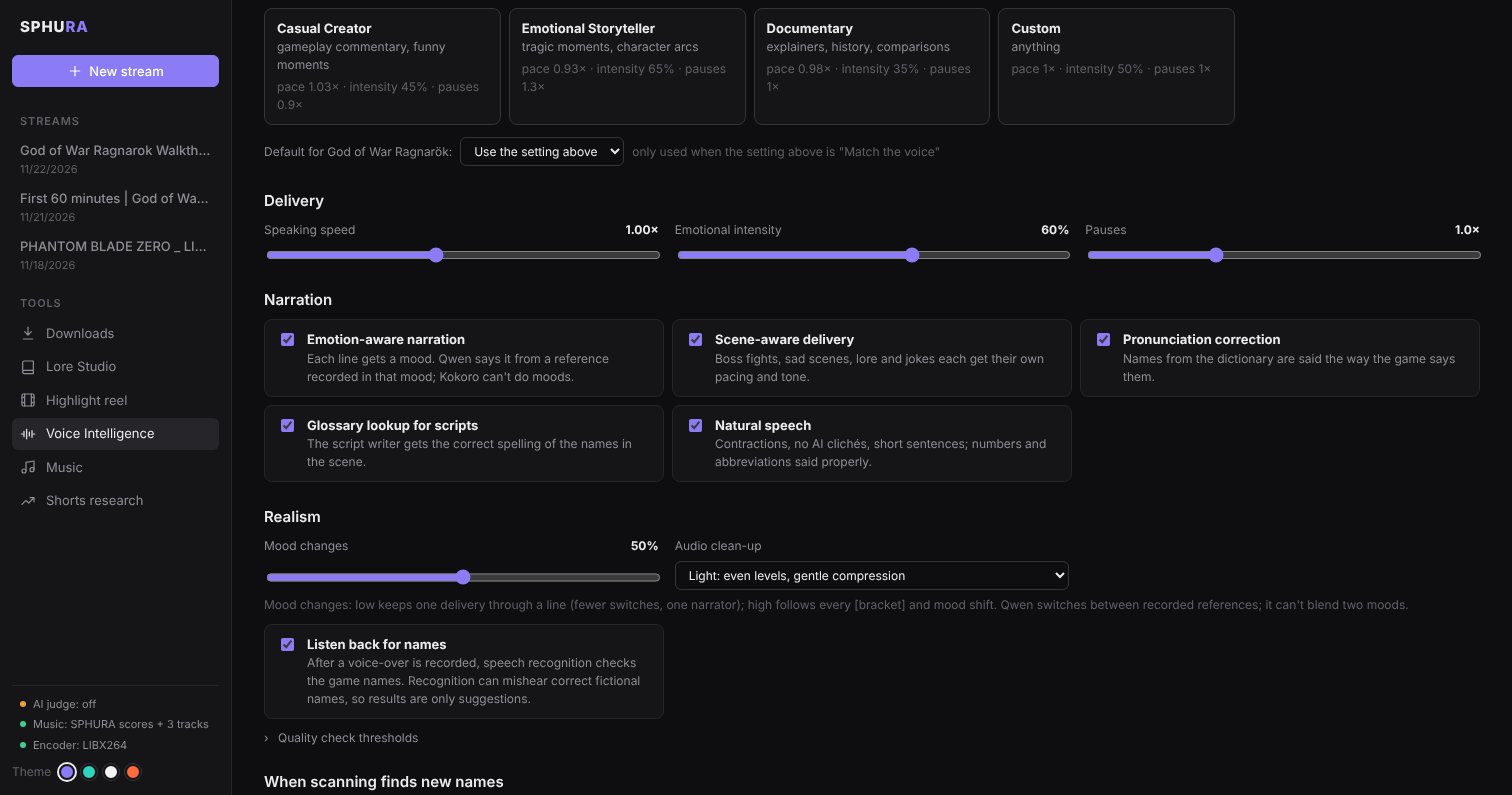 SPHURA
+ New stream
STREAMS
God of War Ragnarok Walkth...
11/22/2026
First 60 minutes | God of Wa...
11/21/2026
PHANTOM BLADE ZERO _ LI...
11/18/2026
TOOLS
Downloads
Lore Studio
Highlight reel
Voice Intelligence
Music
Shorts research
AI judge: off
Music: SPHURA scores + 3 tracks
Encoder: LIBX264
Theme
Casual Creator
gameplay commentary, funny
moments
pace 1.03× · intensity 45% · pauses
0.9×
Emotional Storyteller
tragic moments, character arcs
pace 0.93× · intensity 65% · pauses
1.3×
Documentary
explainers, history, comparisons
pace 0.98× · intensity 35% · pauses
1×
Custom
anything
pace 1× · intensity 50% · pauses 1×
Default for God of War Ragnarök: Use the setting above only used when the setting above is "Match the voice"
Delivery
Speaking speed 1.00×
Emotional intensity 60%
Pauses 1.0×
Narration
Emotion-aware narration
Each line gets a mood. Qwen says it from a reference
recorded in that mood; Kokoro can't do moods.
Scene-aware delivery
Boss fights, sad scenes, lore and jokes each get their own
pacing and tone.
Pronunciation correction
Names from the dictionary are said the way the game says
them.
Glossary lookup for scripts
The script writer gets the correct spelling of the names in
the scene.
Natural speech
Contractions, no AI clichés, short sentences; numbers and
abbreviations said properly.
Realism
Mood changes 50%
Audio clean-up
Light: even levels, gentle compression
Mood changes: low keeps one delivery through a line (fewer switches, one narrator); high follows every [bracket] and mood shift. Qwen switches between recorded references; it can't blend two moods.
Listen back for names
After a voice-over is recorded, speech recognition checks
the game names. Recognition can mishear correct fictional
names, so results are only suggestions.
› Quality check thresholds
When scanning finds new names